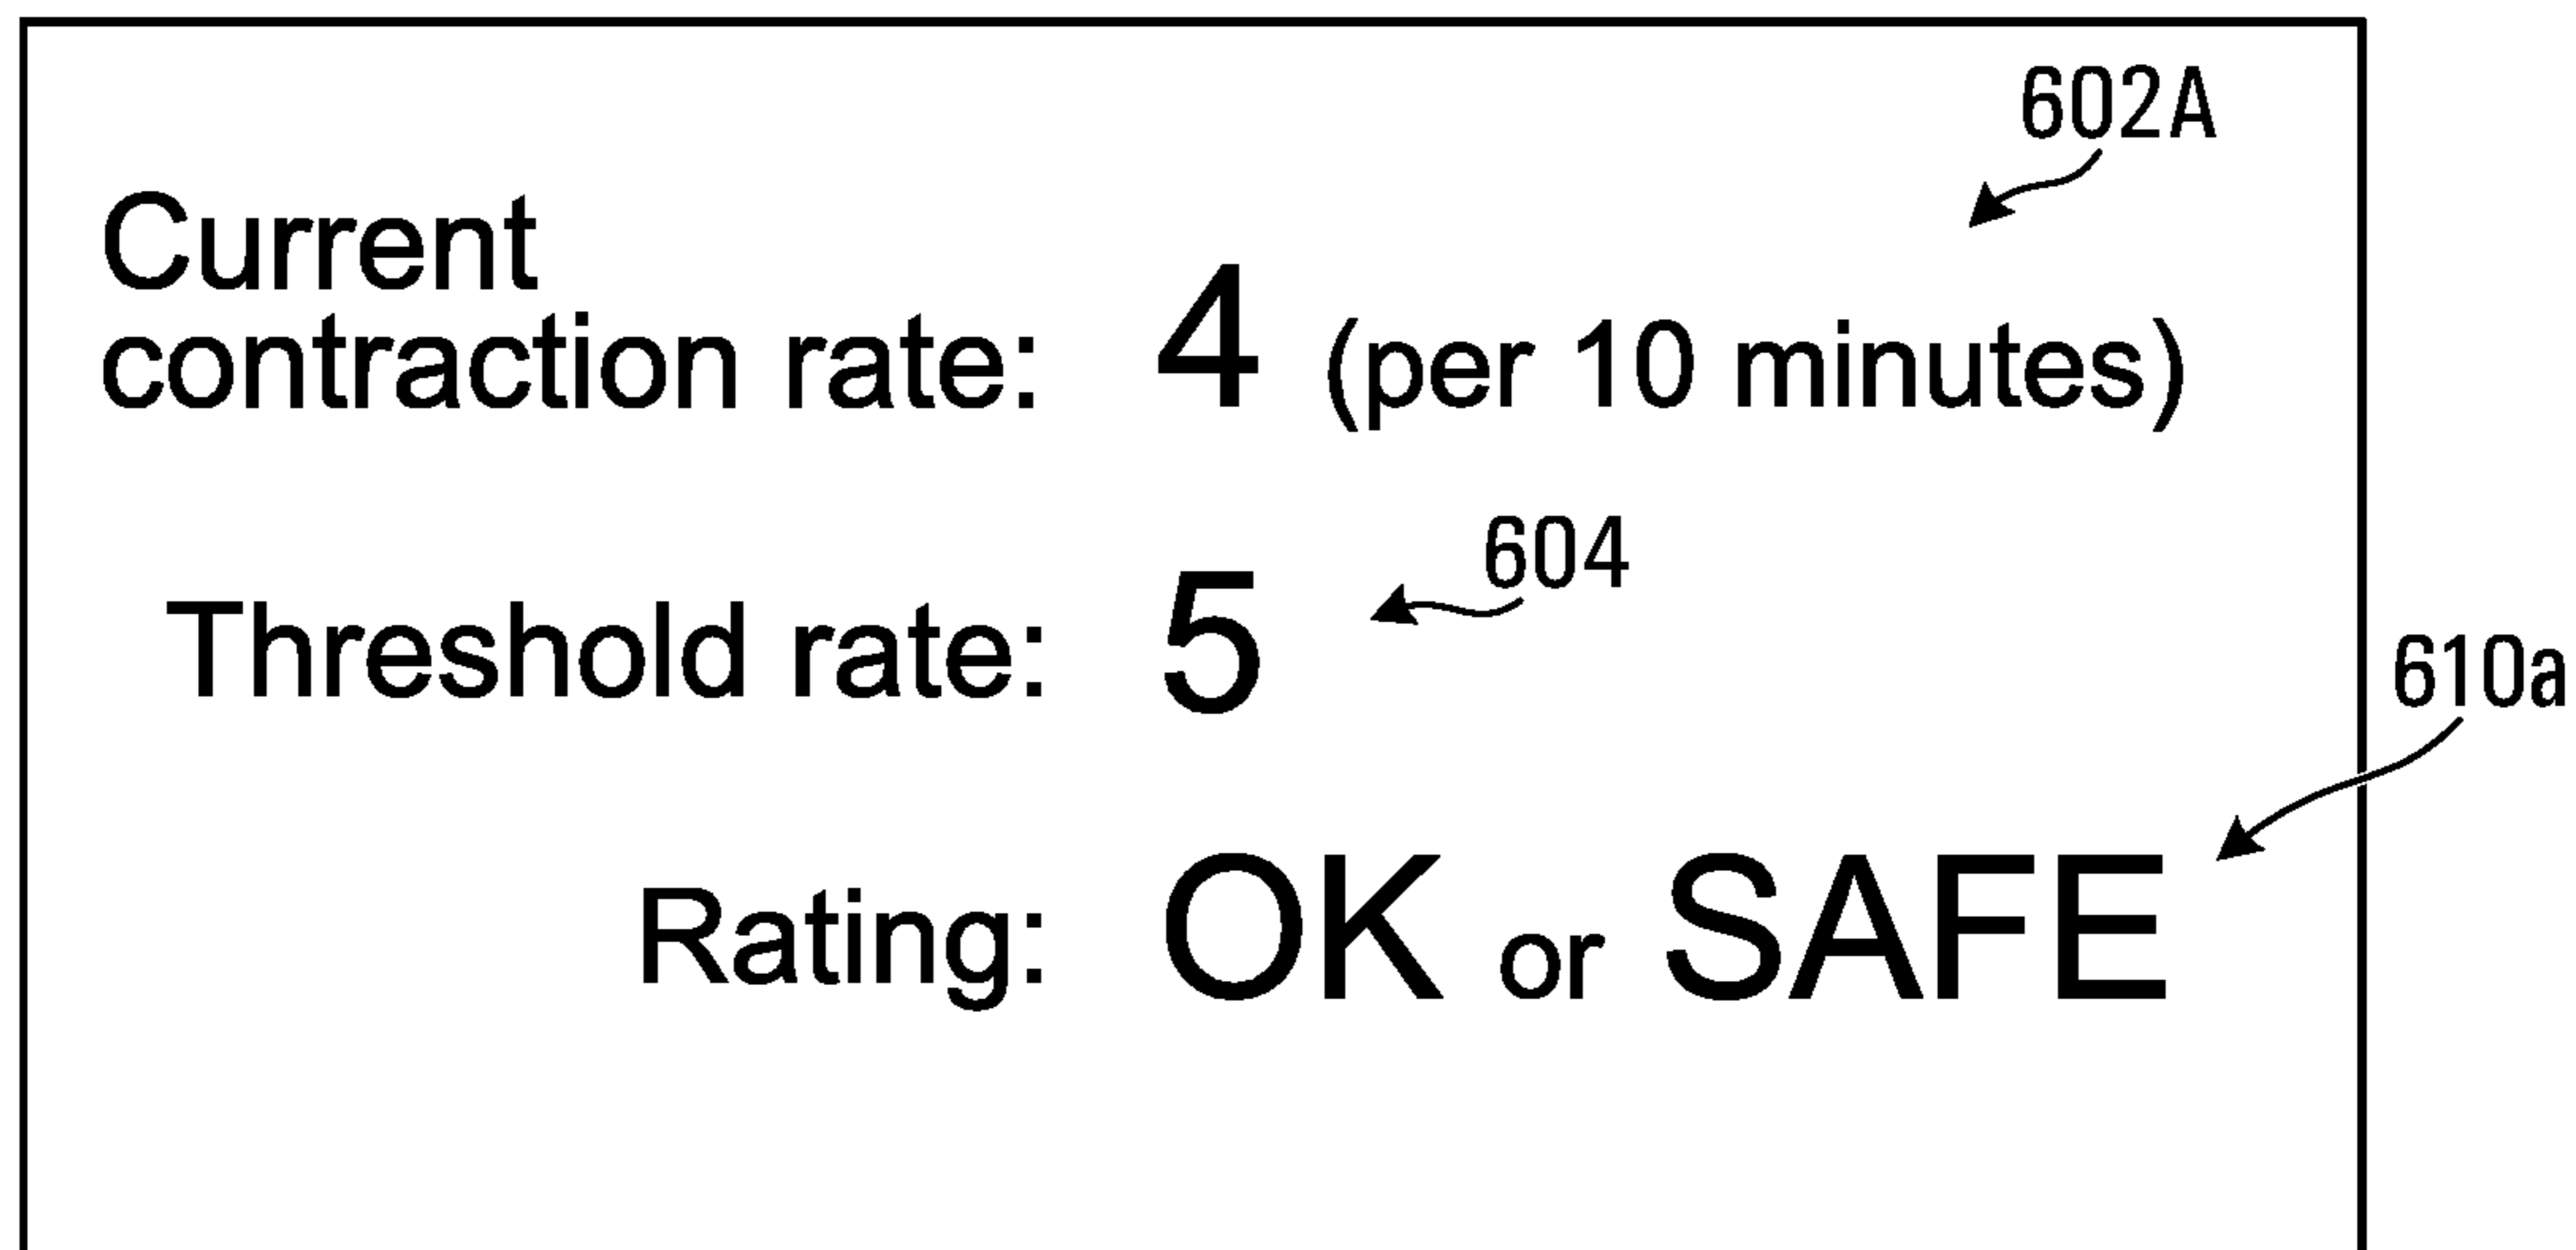 602A
Current
contraction rate: 4 (per 10 minutes)
604
Threshold rate: 5
610a
Rating: OK or SAFE